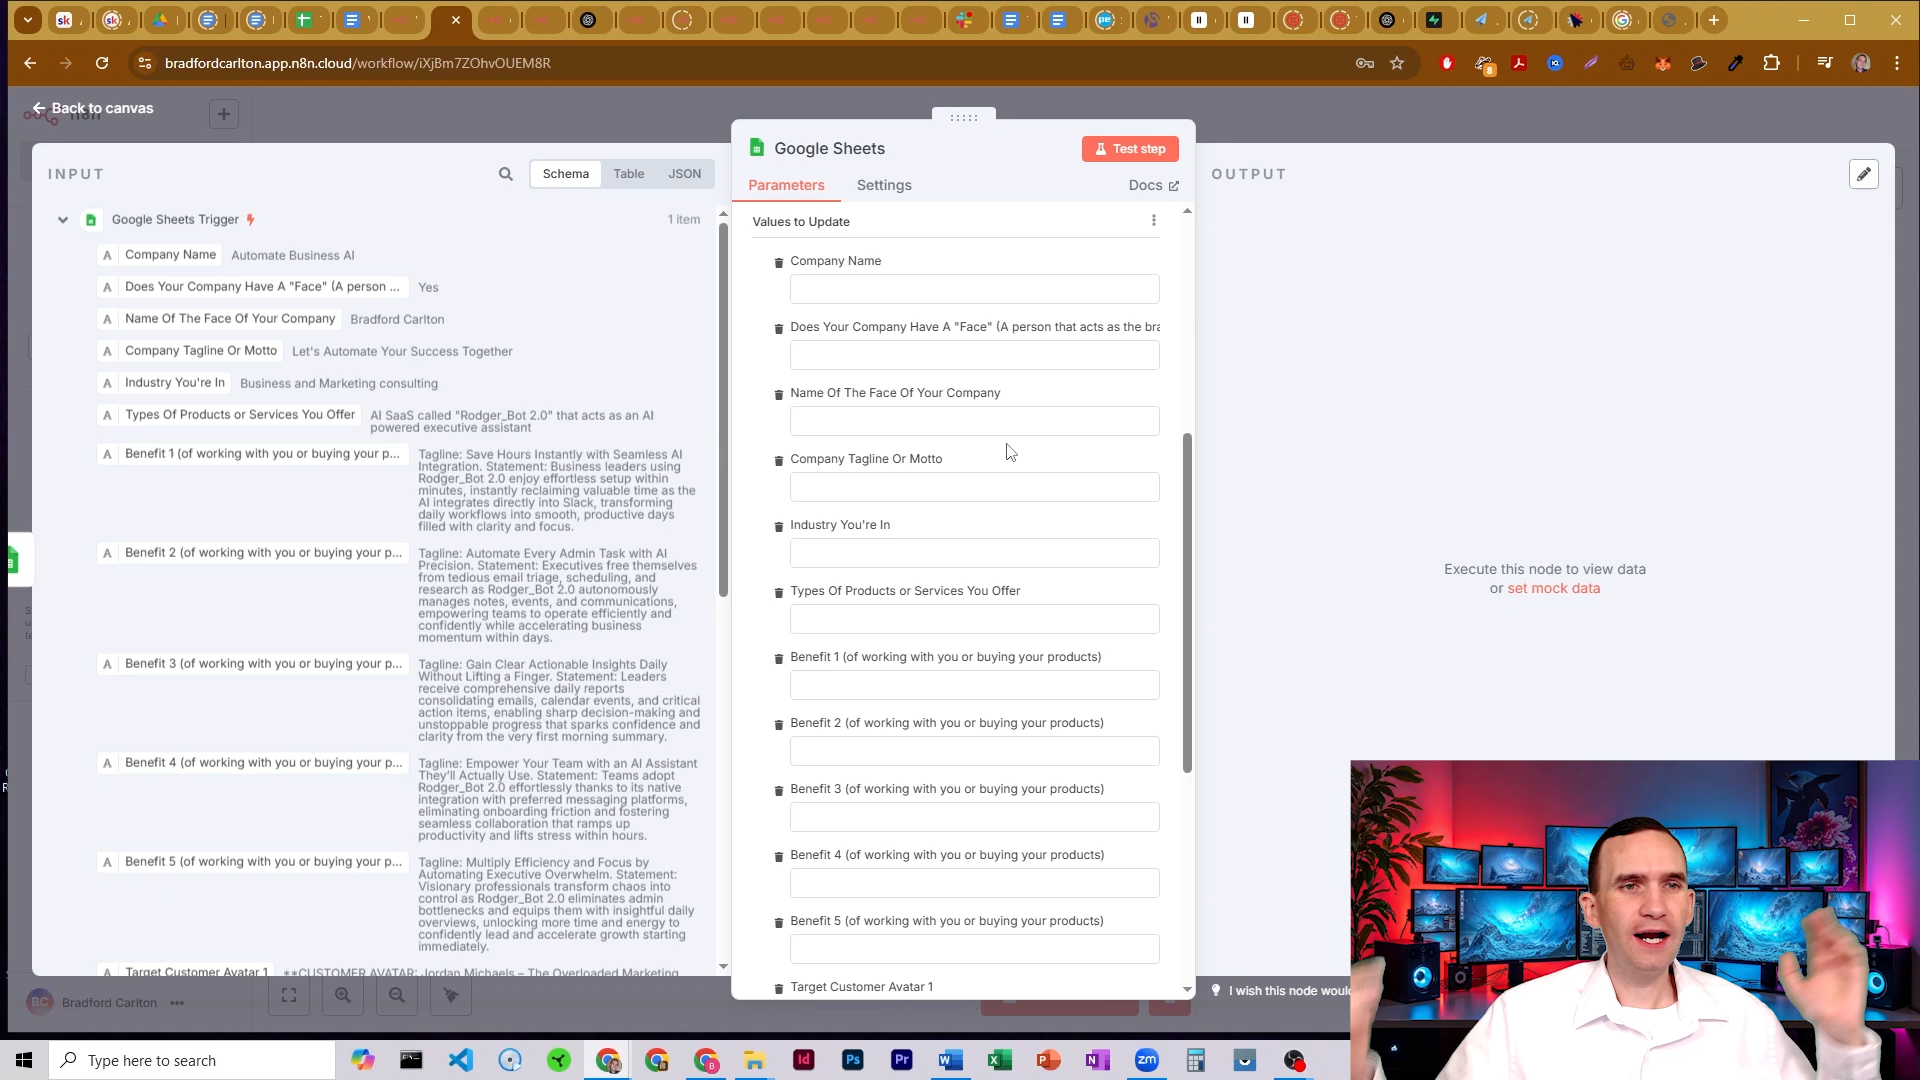 bradfordcarlton.app.n8n.cloud/workflow/iXjBm7ZOhvOUEM8R
8
Back to canvas
INPUT
Schema
Table
JSON
Google Sheets Trigger
1 item
A Company Name Automate Business AI
A Does Your Company Have A "Face" (A person ... Yes
A Name Of The Face Of Your Company Bradford Carlton
A Company Tagline Or Motto Let's Automate Your Success Together
A Industry You're In Business and Marketing consulting
A Types Of Products or Services You Offer AI SaaS called "Rodger_Bot 2.0" that acts as an AI
powered executive assistant
A Benefit 1 (of working with you or buying your p... Tagline: Save Hours Instantly with Seamless AI
Integration. Statement: Business leaders using
Rodger_Bot 2.0 enjoy effortless setup within
minutes, instantly reclaiming valuable time as the
AI integrates directly into Slack, transforming
daily workflows into smooth, productive days
filled with clarity and focus.
A Benefit 2 (of working with you or buying your p... Tagline: Automate Every Admin Task with AI
Precision. Statement: Executives free themselves
from tedious email triage, scheduling, and
research as Rodger_Bot 2.0 autonomously
manages notes, events, and communications,
empowering teams to operate efficiently and
confidently while accelerating business
momentum within days.
A Benefit 3 (of working with you or buying your p... Tagline: Gain Clear Actionable Insights Daily
Without Lifting a Finger. Statement: Leaders
receive comprehensive daily reports
consolidating emails, calendar events, and critical
action items, enabling sharp decision-making and
unstoppable progress that sparks confidence and
clarity from the very first morning summary.
A Benefit 4 (of working with you or buying your p... Tagline: Empower Your Team with an AI Assistant
They'll Actually Use. Statement: Teams adopt
Rodger_Bot 2.0 effortlessly thanks to its native
integration with preferred messaging platforms,
eliminating onboarding friction and fostering
seamless collaboration that ramps up
productivity and lifts stress within hours.
A Benefit 5 (of working with you or buying your p... Tagline: Multiply Efficiency and Focus by
Automating Executive Overwhelm. Statement:
Visionary professionals transform chaos into
control as Rodger_Bot 2.0 eliminates admin
bottlenecks and equips them with insightful daily
overviews, unlocking more time and energy to
confidently lead and accelerate growth starting
immediately.
A Target Customer Avatar 1 **CUSTOMER AVATAR: Jordan Michaels – The Overloaded Marketing
BC Bradford Carlton
Google Sheets
Test step
Parameters
Settings
Docs
Values to Update
Company Name
Does Your Company Have A "Face" (A person that acts as the bra
Name Of The Face Of Your Company
Company Tagline Or Motto
Industry You're In
Types Of Products or Services You Offer
Benefit 1 (of working with you or buying your products)
Benefit 2 (of working with you or buying your products)
Benefit 3 (of working with you or buying your products)
Benefit 4 (of working with you or buying your products)
Benefit 5 (of working with you or buying your products)
Target Customer Avatar 1
OUTPUT
Execute this node to view data
or set mock data
I wish this node would
Type here to search